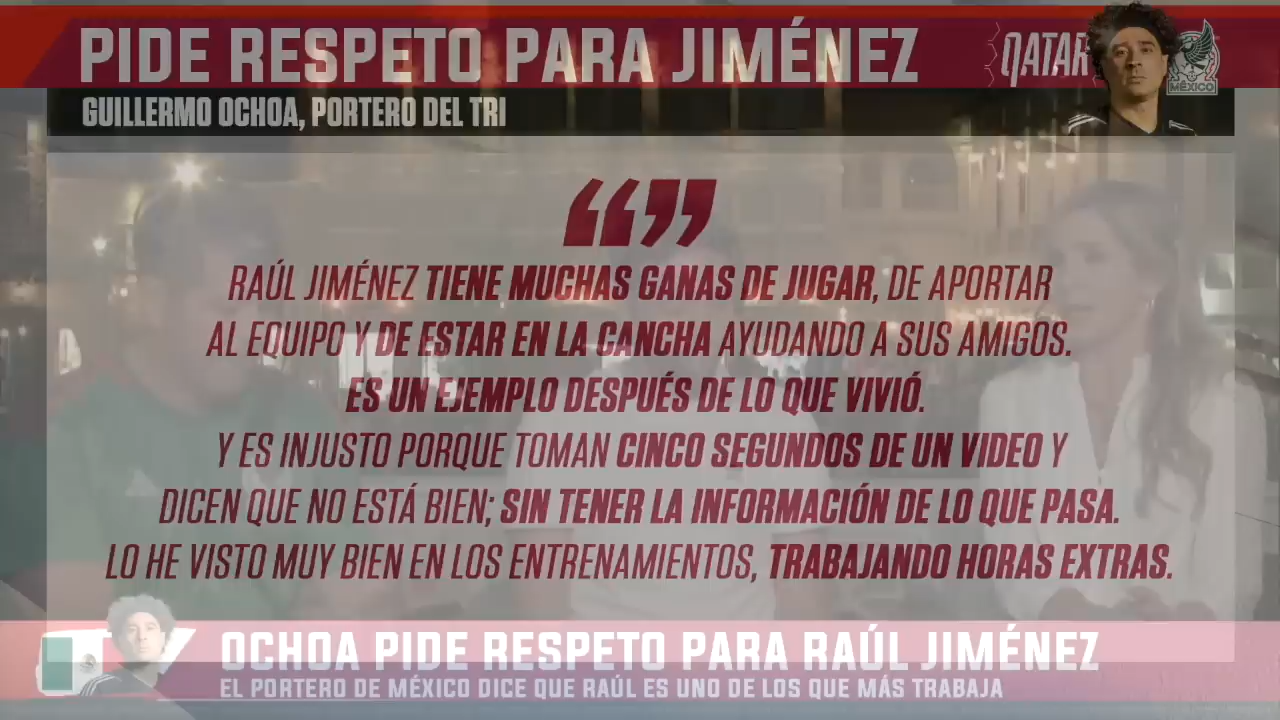 PIDE RESPETO PARA JIMÉNEZ
QATAR
MÉXICO
GUILLERMO OCHOA, PORTERO DEL TRI
“”
RAÚL JIMÉNEZ TIENE MUCHAS GANAS DE JUGAR, DE APORTAR
AL EQUIPO Y DE ESTAR EN LA CANCHA AYUDANDO A SUS AMIGOS.
ES UN EJEMPLO DESPUÉS DE LO QUE VIVIÓ.
Y ES INJUSTO PORQUE TOMAN CINCO SEGUNDOS DE UN VIDEO Y
DICEN QUE NO ESTÁ BIEN; SIN TENER LA INFORMACIÓN DE LO QUE PASA.
LO HE VISTO MUY BIEN EN LOS ENTRENAMIENTOS, TRABAJANDO HORAS EXTRAS.
OCHOA PIDE RESPETO PARA RAÚL JIMÉNEZ
EL PORTERO DE MÉXICO DICE QUE RAÚL ES UNO DE LOS QUE MÁS TRABAJA